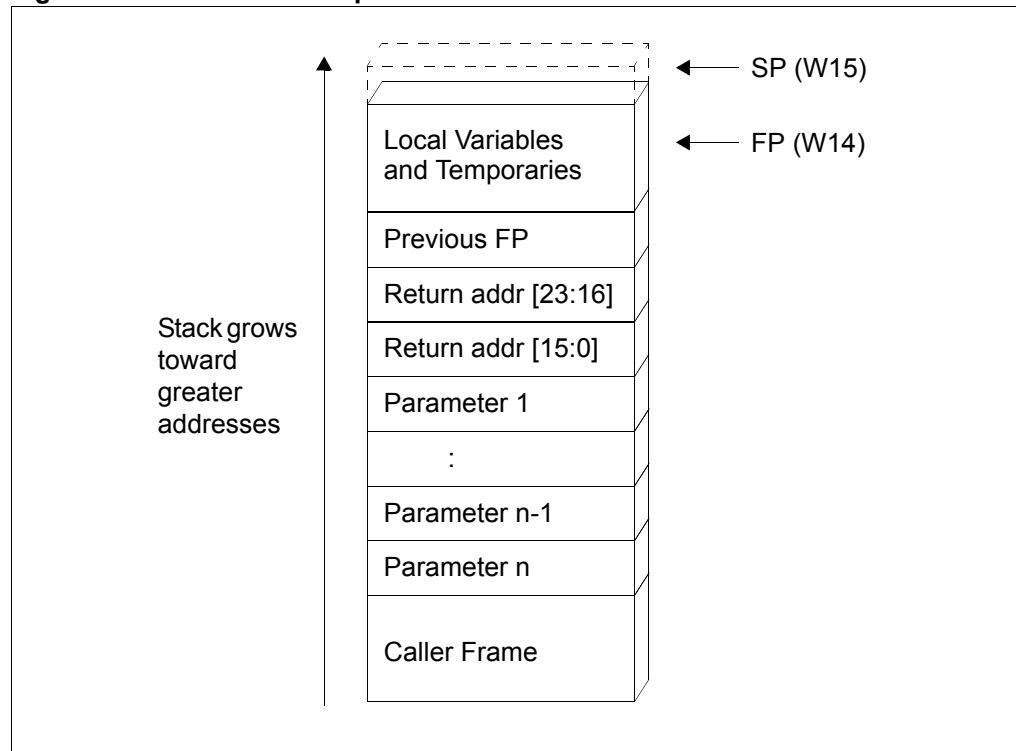 SP (W15)
Local Variables
and Temporaries
FP (W14)
Previous FP
Return addr [23:16]
Return addr [15:0]
Stack grows
toward
greater
addresses
Parameter 1
:
Parameter n-1
Parameter n
Caller Frame